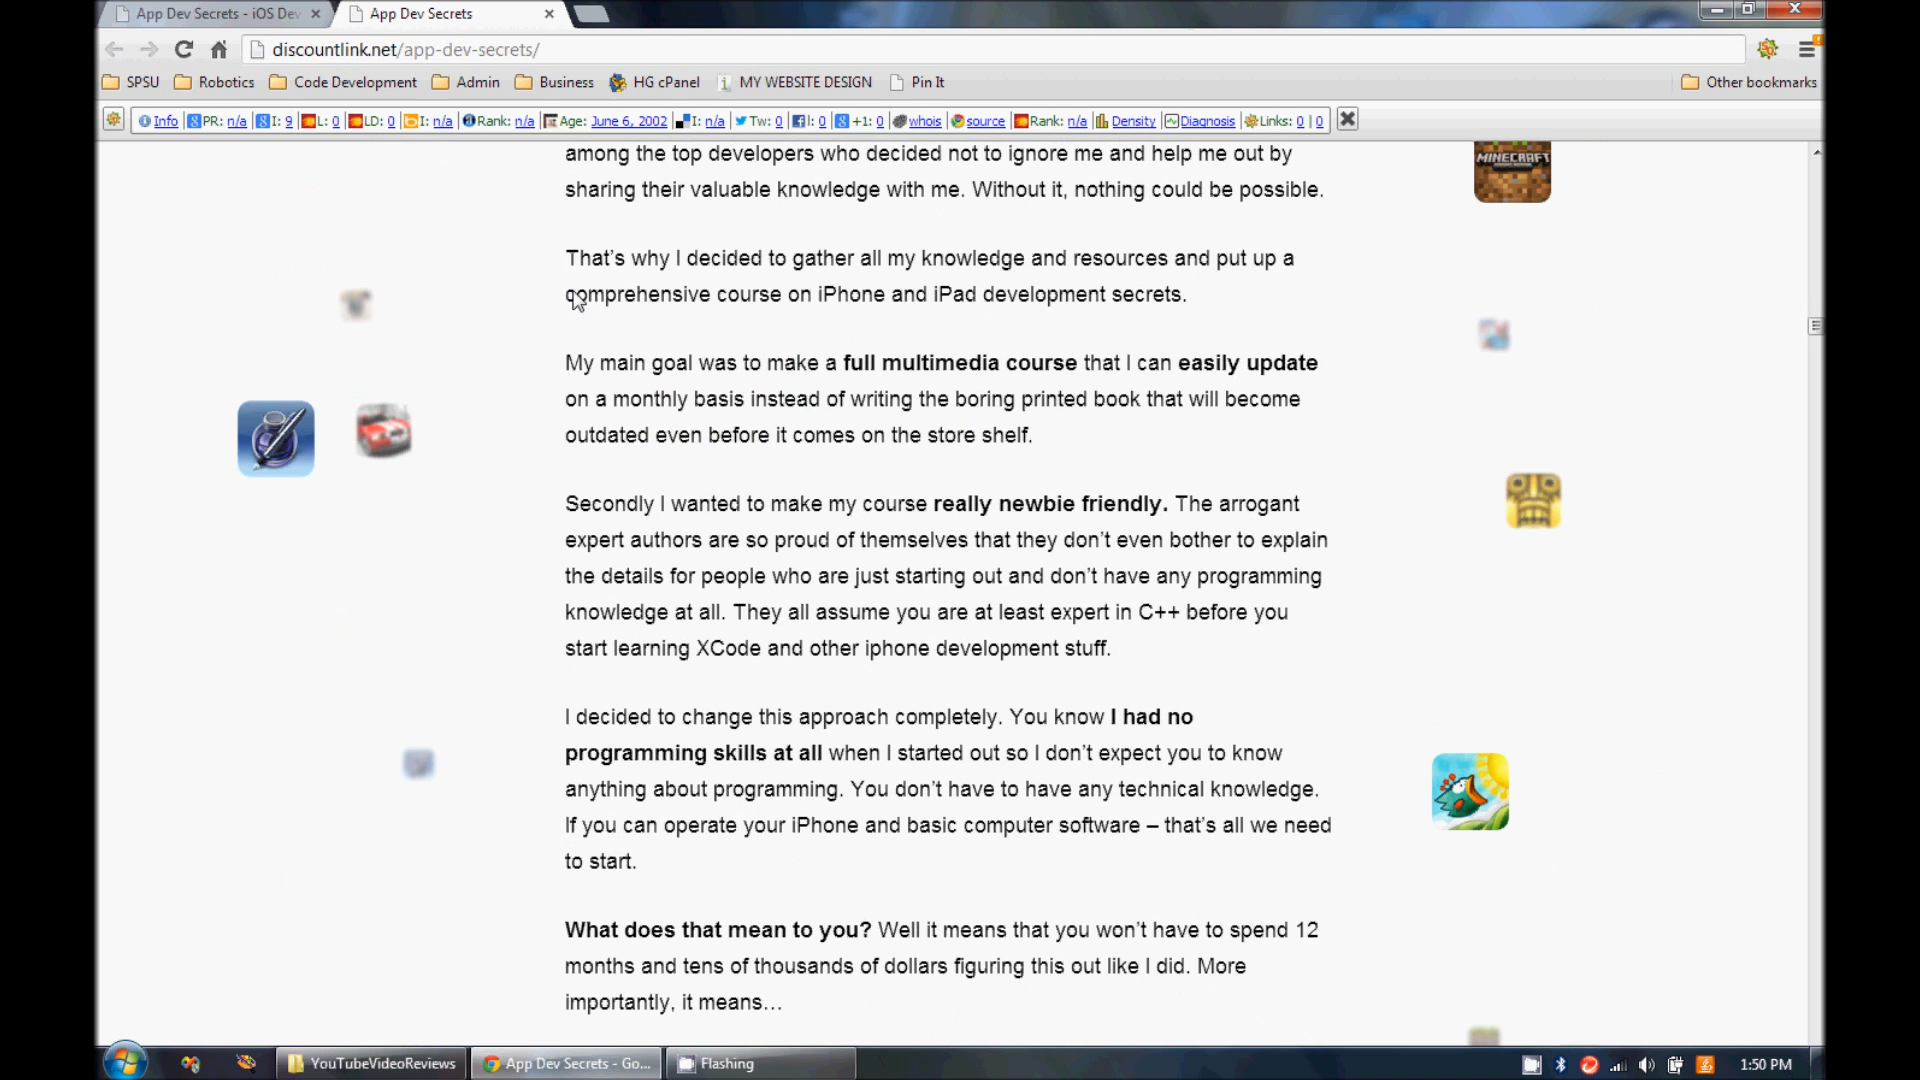 App Dev Secrets - iOS Dev
App Dev Secrets
discountlink.net/app-dev-secrets/
SPSU Robotics Code Development Admin Business HG cPanel MY WEBSITE DESIGN Pin It Other bookmarks
Info PR: n/a I: 9 L: 0 LD: 0 I: n/a Rank: n/a Age: June 6, 2002 I: n/a Tw: 0 l: 0 +1: 0 whois source Rank: n/a Density Diagnosis Links: 0 | 0
among the top developers who decided not to ignore me and help me out by
sharing their valuable knowledge with me. Without it, nothing could be possible.
MINECRAFT
That's why I decided to gather all my knowledge and resources and put up a
comprehensive course on iPhone and iPad development secrets.
My main goal was to make a full multimedia course that I can easily update
on a monthly basis instead of writing the boring printed book that will become
outdated even before it comes on the store shelf.
Secondly I wanted to make my course really newbie friendly. The arrogant
expert authors are so proud of themselves that they don't even bother to explain
the details for people who are just starting out and don't have any programming
knowledge at all. They all assume you are at least expert in C++ before you
start learning XCode and other iphone development stuff.
I decided to change this approach completely. You know I had no
programming skills at all when I started out so I don't expect you to know
anything about programming. You don't have to have any technical knowledge.
If you can operate your iPhone and basic computer software – that's all we need
to start.
What does that mean to you? Well it means that you won't have to spend 12
months and tens of thousands of dollars figuring this out like I did. More
importantly, it means…
YouTubeVideoReviews App Dev Secrets - Go... Flashing 1:50 PM